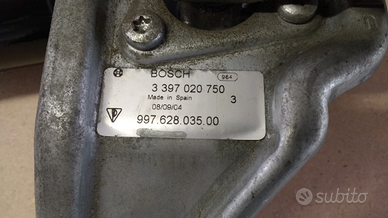 BOSCH 964
3 397 020 750
Made in Spain 3
08/09/04
997.628.035.00
subito